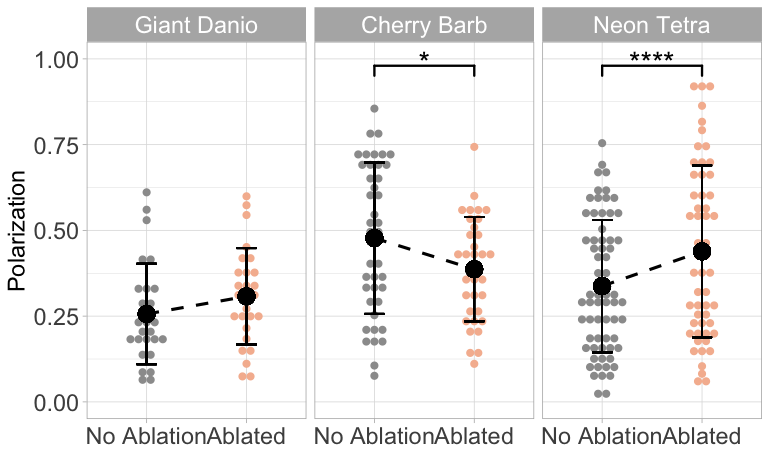 Giant Danio Cherry Barb Neon Tetra
* ****
1.00
0.75
0.50
0.25
0.00
Polarization
No Ablation Ablated No Ablation Ablated No Ablation Ablated